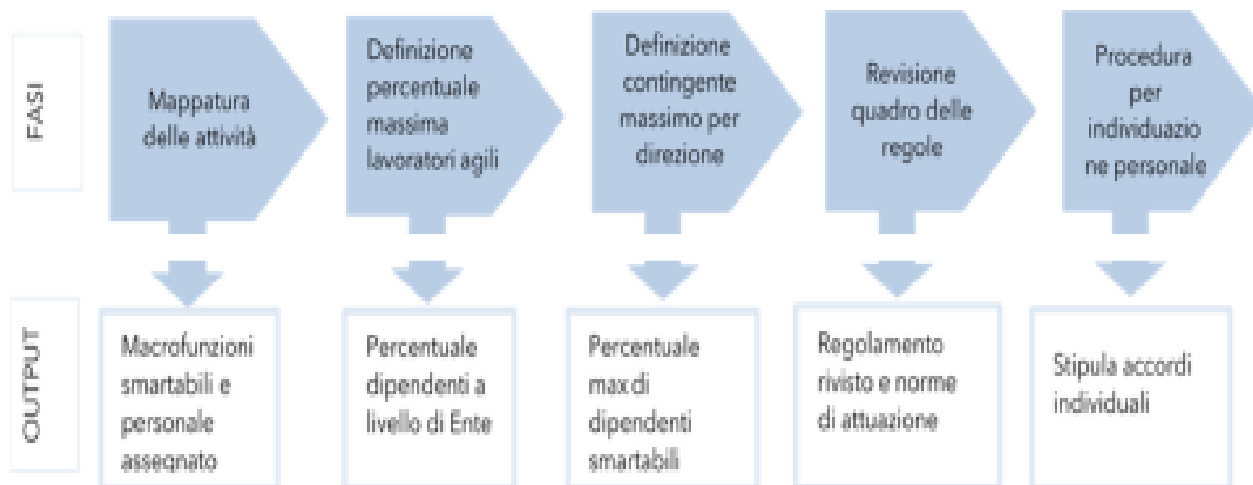 FASI
Mappatura
delle attività
Definizione
percentuale
massima
lavoratori agili
Definizione
contingente
massimo per
direzione
Revisione
quadro delle
regole
Procedura
per
individuazio
ne personale
OUTPUT
Macrofunzioni
smartabili e
personale
assegnato
Percentuale
dipendenti a
livello di Ente
Percentuale
max di
dipendenti
smartabili
Regolamento
rivisto e norme
di attuazione
Stipula accordi
individuali